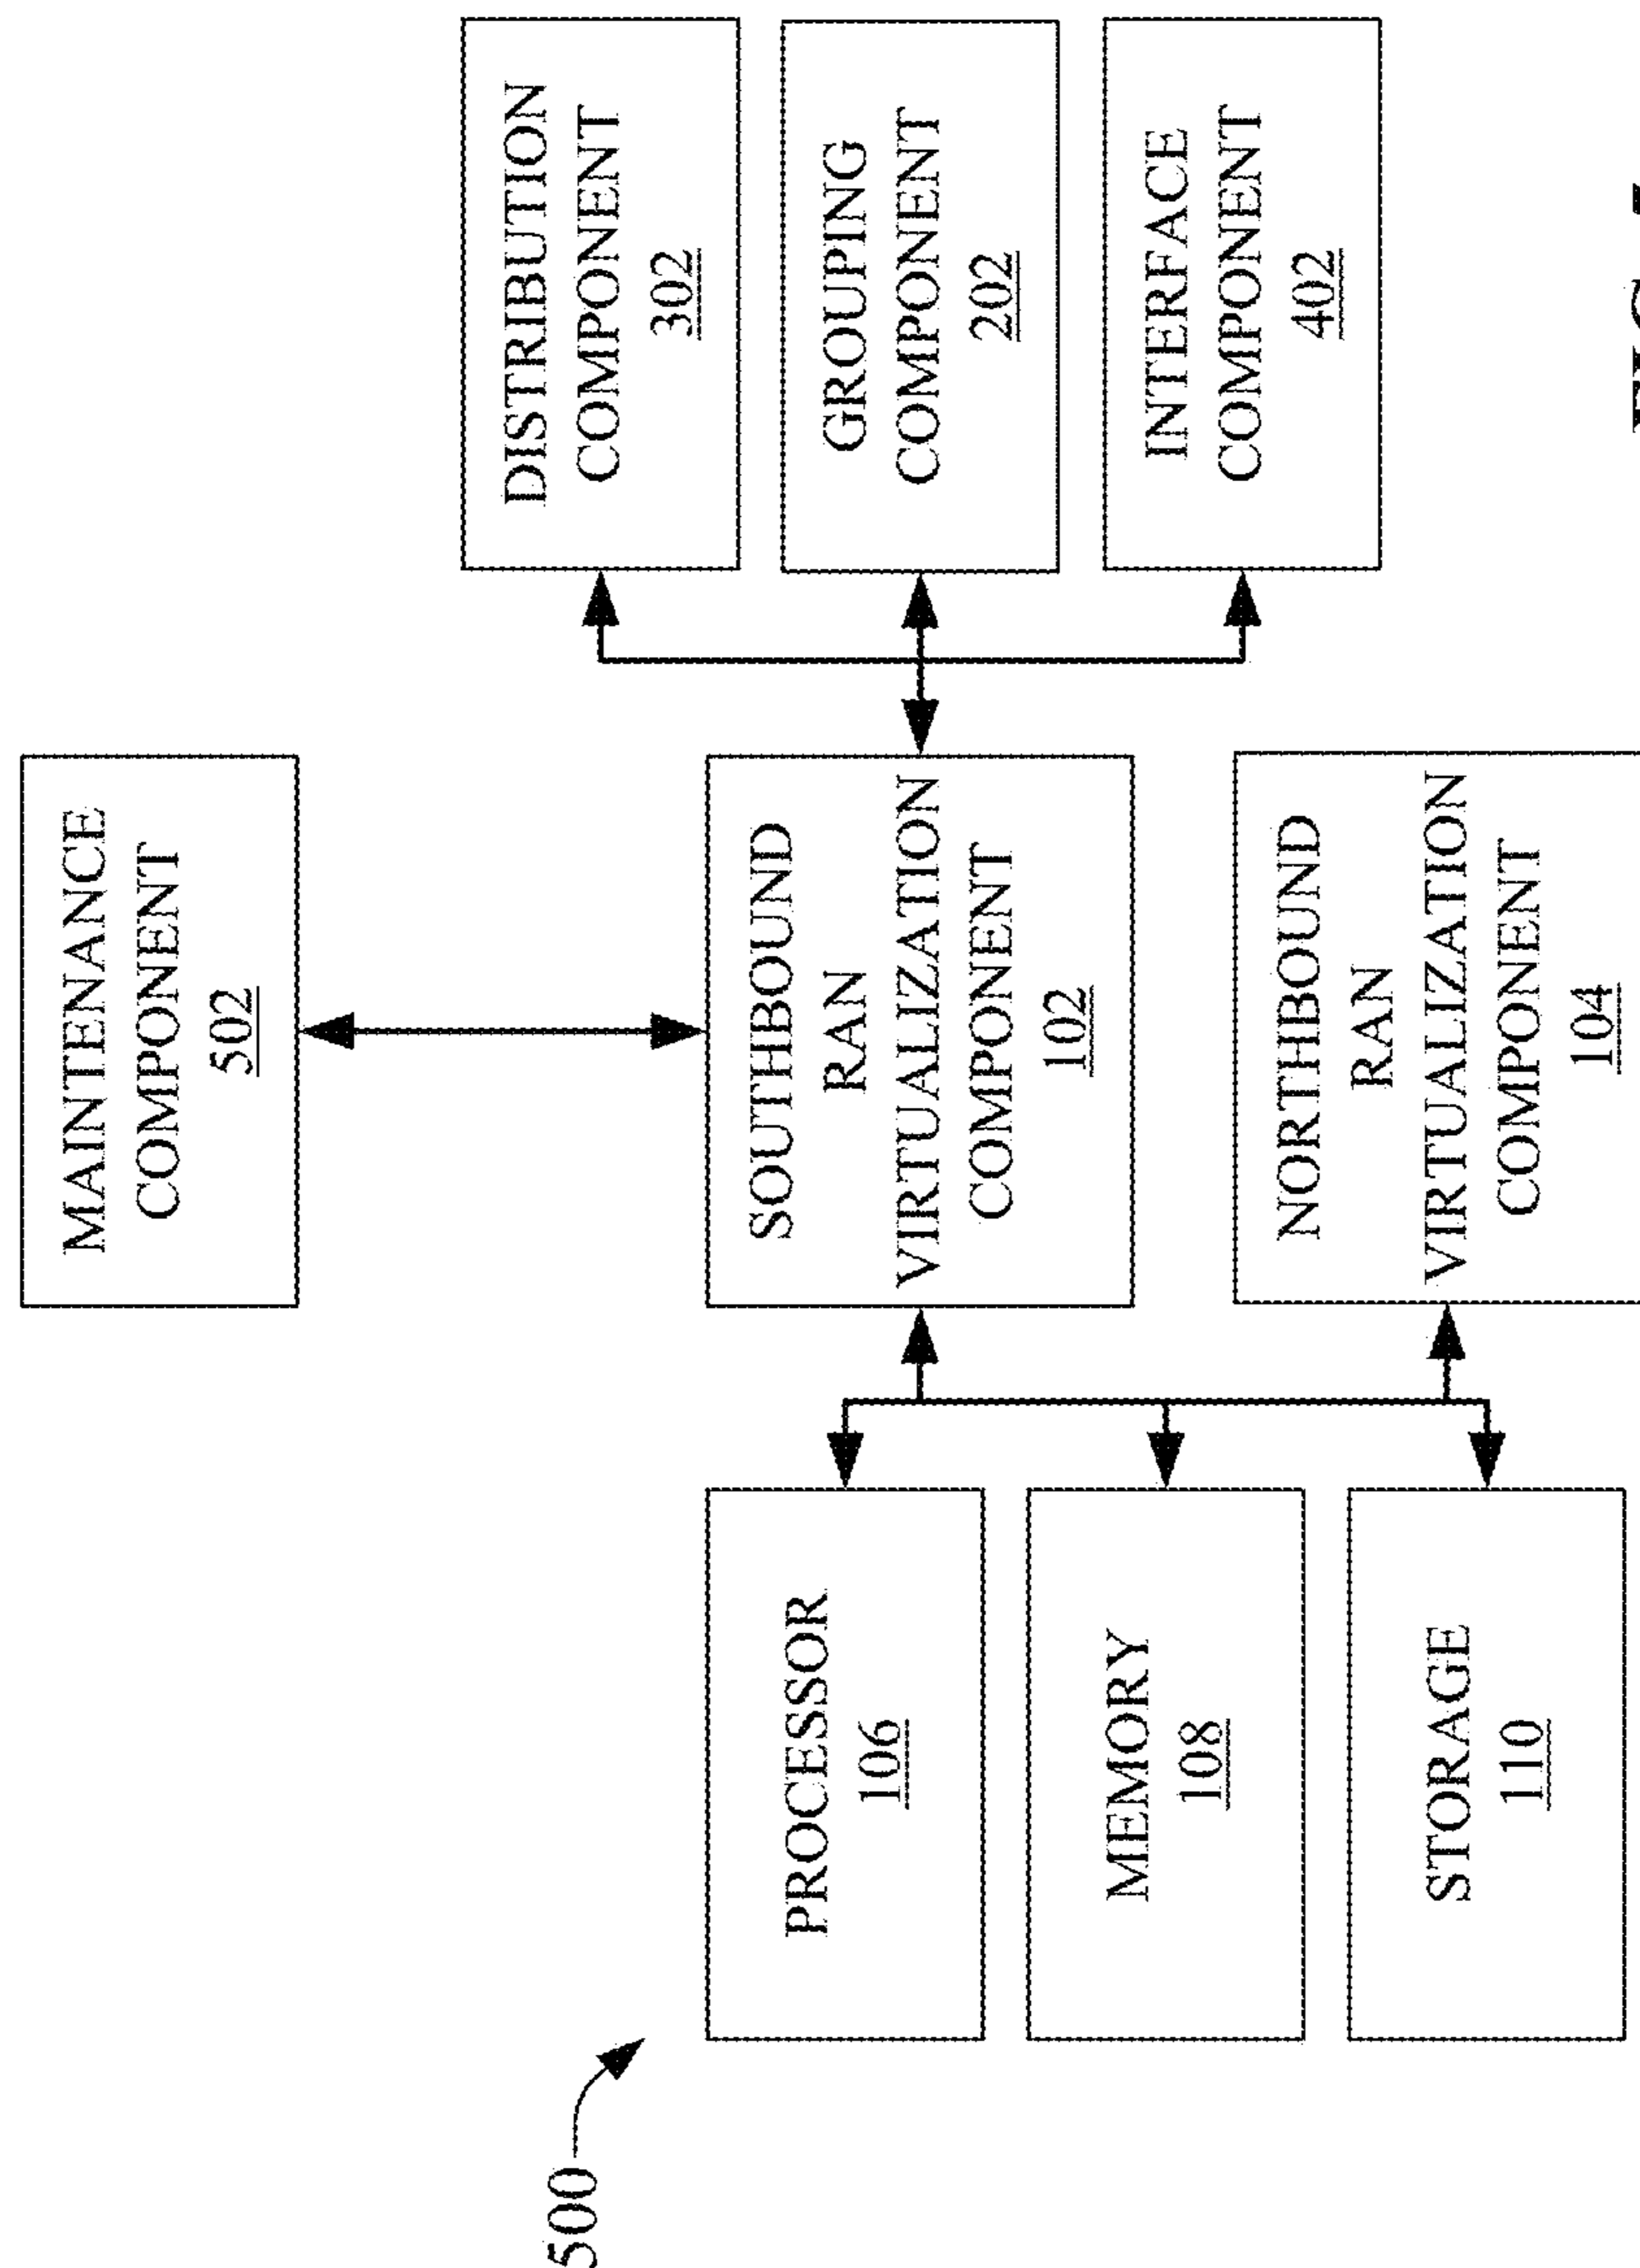 500
MAINTENANCE
COMPONENT
502
PROCESSOR
106
SOUTHBOUND
RAN
VIRTUALIZATION
COMPONENT
102
DISTRIBUTION
COMPONENT
302
MEMORY
108
GROUPING
COMPONENT
202
STORAGE
110
NORTHBOUND
RAN
VIRTUALIZATION
COMPONENT
104
INTERFACE
COMPONENT
402